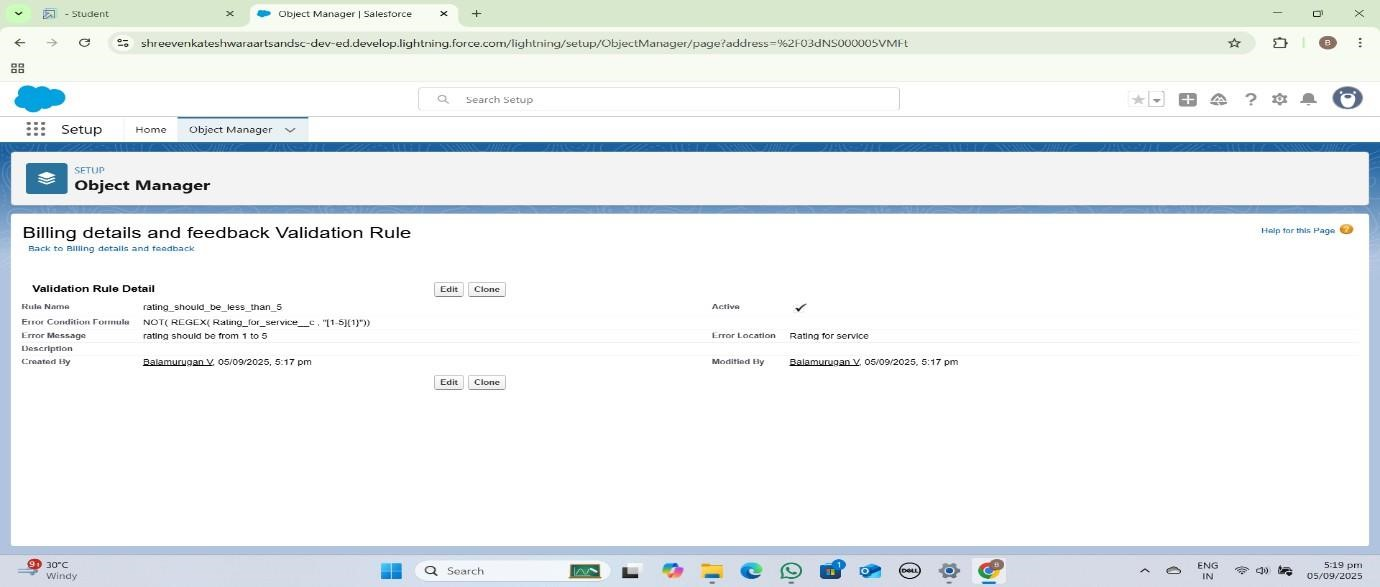 - Student
Object Manager | Salesforce
shreevenkateshwaraartsandsc-dev-ed.develop.lightning.force.com/lightning/setup/ObjectManager/page?address=%2F03dNS000005VMFt
B
Search Setup
Setup Home Object Manager
SETUP
Object Manager
Billing details and feedback Validation Rule
Help for this Page ?
Back to Billing details and feedback
Validation Rule Detail
Edit Clone
Rule Name rating_should_be_less_than_5 Active ✓
Error Condition Formula NOT( REGEX( Rating_for_service__c , "[1-5]{1}"))
Error Message rating should be from 1 to 5 Error Location Rating for service
Description
Created By Balamurugan V, 05/09/2025, 5:17 pm Modified By Balamurugan V, 05/09/2025, 5:17 pm
Edit Clone
30°C
Windy
Search
DELL
1
B
ENG
IN
5:19 pm
05/09/2025